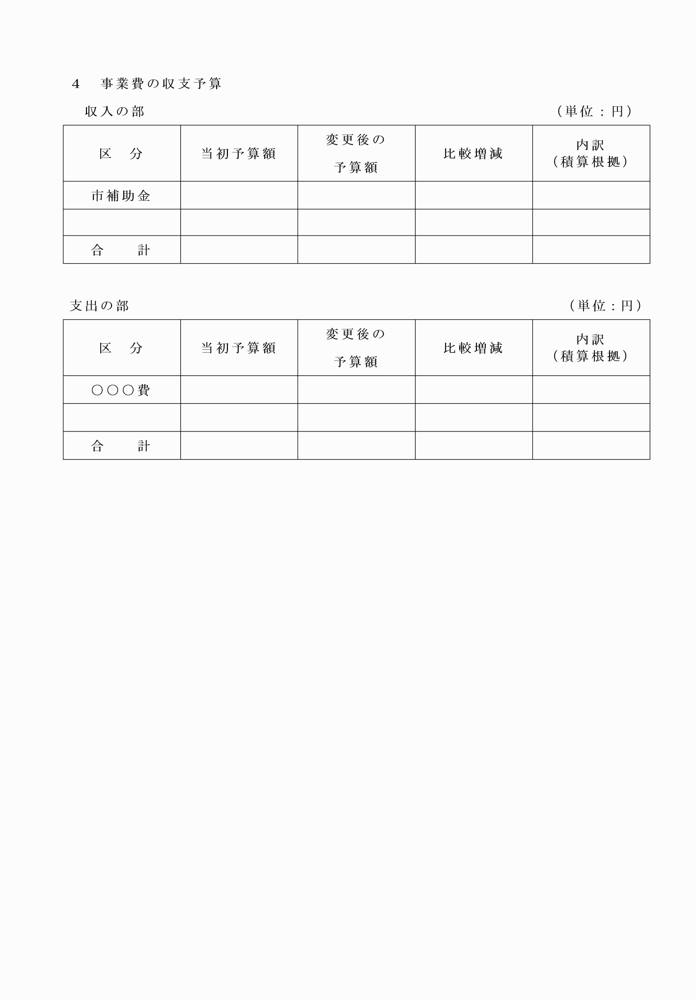 4　事業費の収支予算
収入の部　（単位：円）
区　分　当初予算額　変更後の予算額　比較増減　内訳（積算根拠）
市補助金
合　　計
支出の部　（単位：円）
区　分　当初予算額　変更後の予算額　比較増減　内訳（積算根拠）
〇〇〇費
合　　計